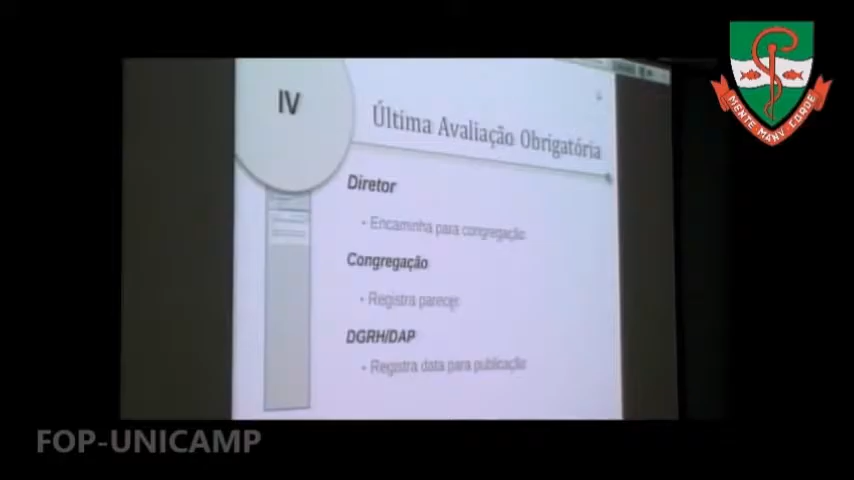 IV
Última Avaliação Obrigatória
Diretor
- Encaminha para congregação
Congregação
- Registra parecer
DGRH/DAP
- Registra data para publicação
MENTE MANV CORDE
FOP-UNICAMP